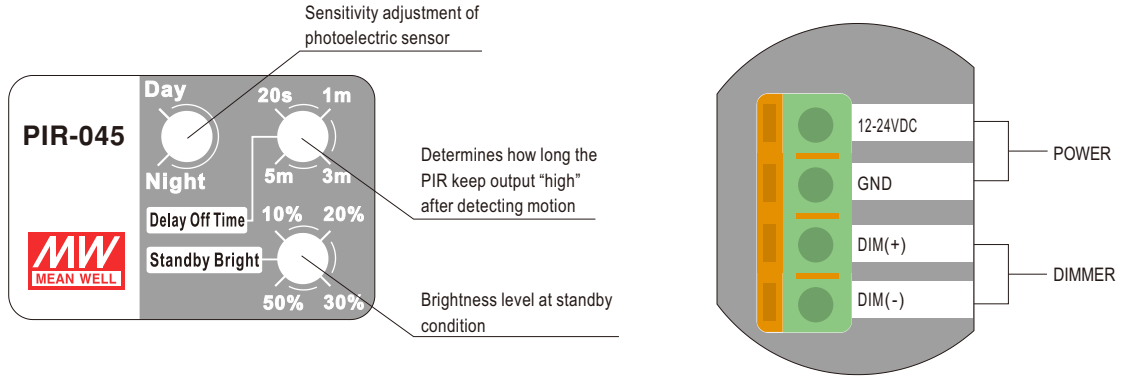 Sensitivity adjustment of
photoelectric sensor
PIR-045
MW
MEAN WELL
Day
Night
20s 1m
5m 3m
Delay Off Time
10% 20%
Standby Bright
50% 30%
Determines how long the
PIR keep output “high”
after detecting motion
Brightness level at standby
condition
12-24VDC
GND
DIM(+)
DIM(-)
POWER
DIMMER